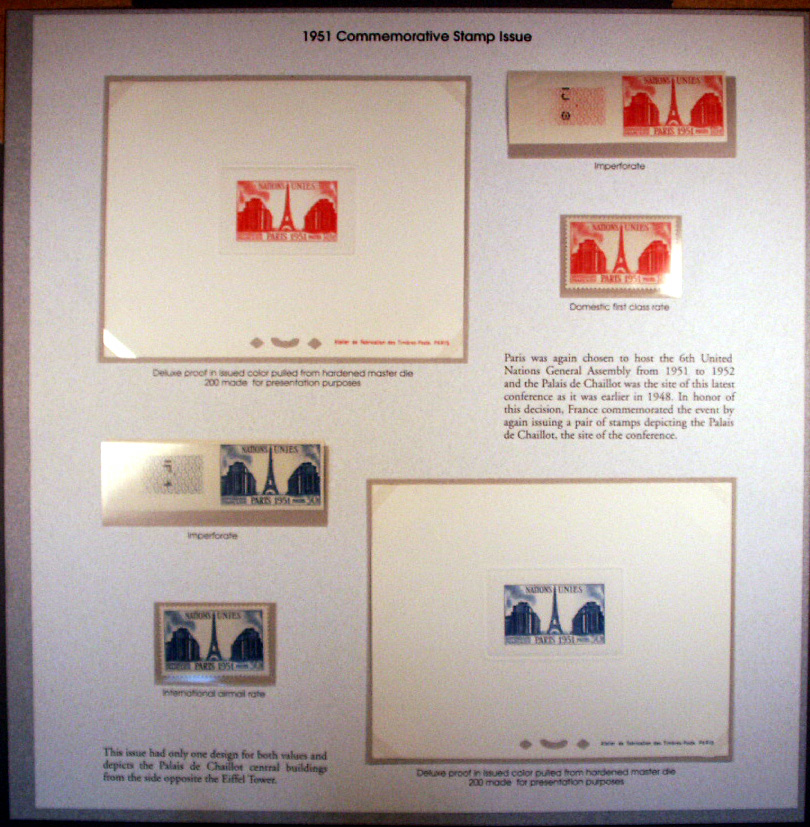 1951 Commemorative Stamp Issue
NATIONS UNIES
PARIS 1951
Atelier de Fabrication des Timbres-Poste, PARIS
Deluxe proof in issued color pulled from hardened master die
200 made for presentation purposes
NATIONS UNIES
PARIS 1951
Imperforate
NATIONS UNIES
PARIS 1951
Domestic first class rate
Paris was again chosen to host the 6th United
Nations General Assembly from 1951 to 1952
and the Palais de Chaillot was the site of this latest
conference as it was earlier in 1948. In honor of
this decision, France commemorated the event by
again issuing a pair of stamps depicting the Palais
de Chaillot, the site of the conference.
NATIONS UNIES
PARIS 1951
Imperforate
NATIONS UNIES
PARIS 1951
International airmail rate
This issue had only one design for both values and
depicts the Palais de Chaillot central buildings
from the side opposite the Eiffel Tower.
NATIONS UNIES
PARIS 1951
Atelier de Fabrication des Timbres-Poste, PARIS
Deluxe proof in issued color pulled from hardened master die
200 made for presentation purposes